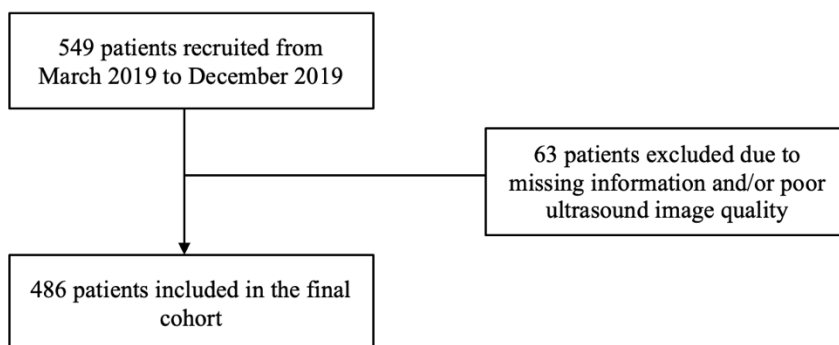 549 patients recruited from
March 2019 to December 2019
63 patients excluded due to
missing information and/or poor
ultrasound image quality
486 patients included in the final
cohort